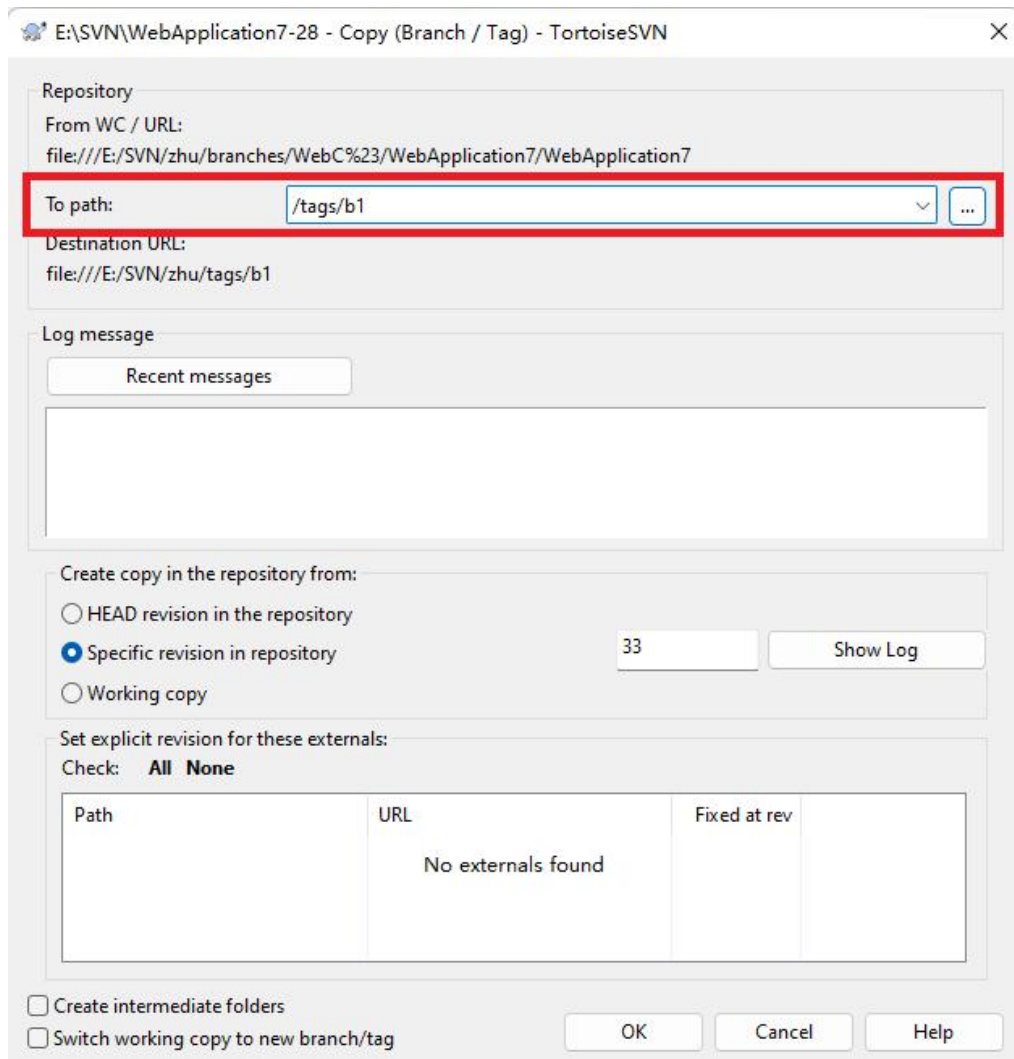 E:\SVN\WebApplication7-28 - Copy (Branch / Tag) - TortoiseSVN
Repository
From WC / URL:
file:///E:/SVN/zhu/branches/WebC%23/WebApplication7/WebApplication7
To path: /tags/b1 ...
Destination URL:
file:///E:/SVN/zhu/tags/b1
Log message
Recent messages
Create copy in the repository from:
HEAD revision in the repository
Specific revision in repository 33 Show Log
Working copy
Set explicit revision for these externals:
Check: All None
Path URL Fixed at rev
No externals found
Create intermediate folders
Switch working copy to new branch/tag OK Cancel Help